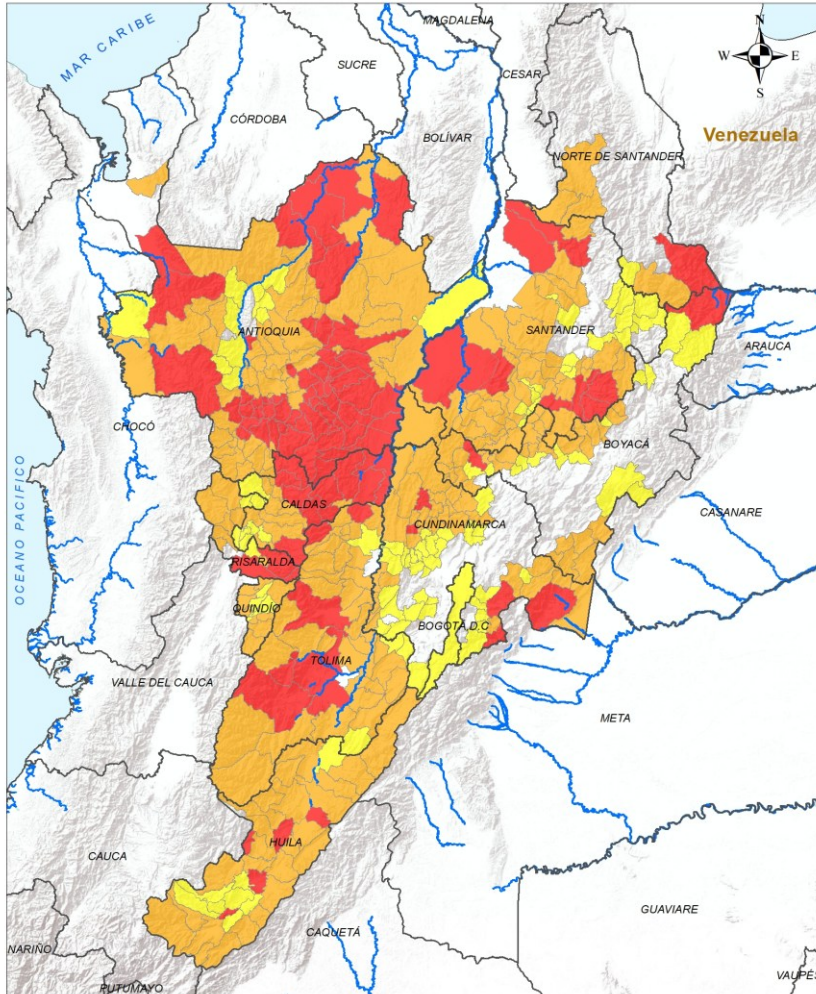 MAGDALENA
MAR CARIBE
N
W E
S
SUCRE
CESAR
CÓRDOBA
BOLÍVAR
Venezuela
NORTE DE SANTANDER
ANTIOQUIA
SANTANDER
ARAUCA
CHOCÓ
BOYACÁ
OCEANO PACIFICO
CALDAS
CUNDINAMARCA
CASANARE
RISARALDA
QUINDÍO
BOGOTÁ, D.C
TOLIMA
VALLE DEL CAUCA
META
HUILA
CAUCA
GUAVIARE
CAQUETÁ
NARIÑO
PUTUMAYO
VAUPÉS